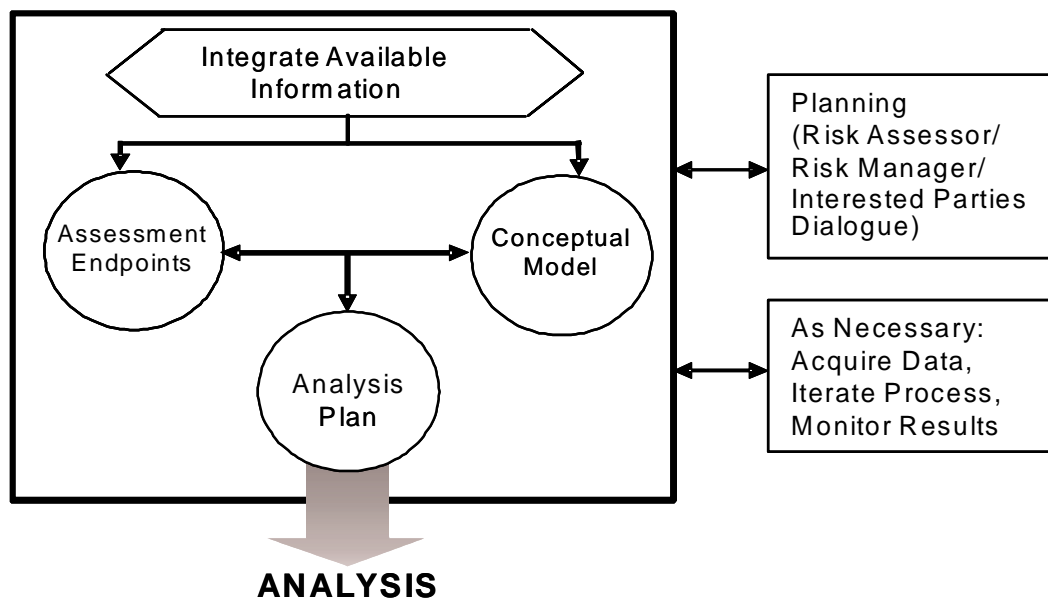 Integrate Available
Information
Assessment
Endpoints
Conceptual
Model
Analysis
Plan
ANALYSIS
Planning
(Risk Assessor/
Risk Manager/
Interested Parties
Dialogue)
As Necessary:
Acquire Data,
Iterate Process,
Monitor Results